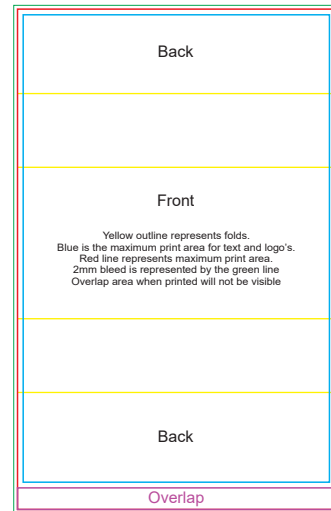 Back
Front
Yellow outline represents folds.
Blue is the maximum print area for text and logo's.
Red line represents maximum print area.
2mm bleed is represented by the green line
Overlap area when printed will not be visible
Back
Overlap